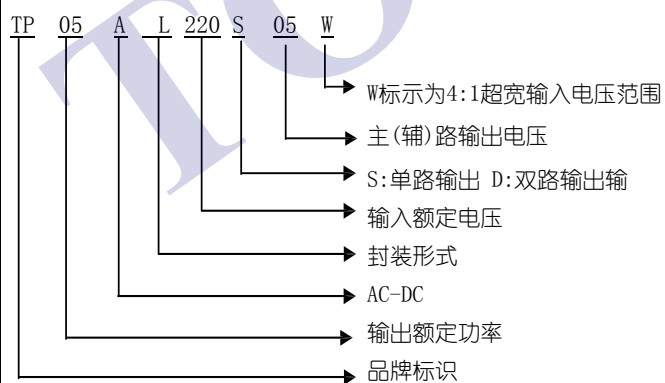 TP 05 A L 220 S 05 W
W标示为4:1超宽输入电压范围
主(辅)路输出电压
S:单路输出 D:双路输出输
输入额定电压
封装形式
AC-DC
输出额定功率
品牌标识